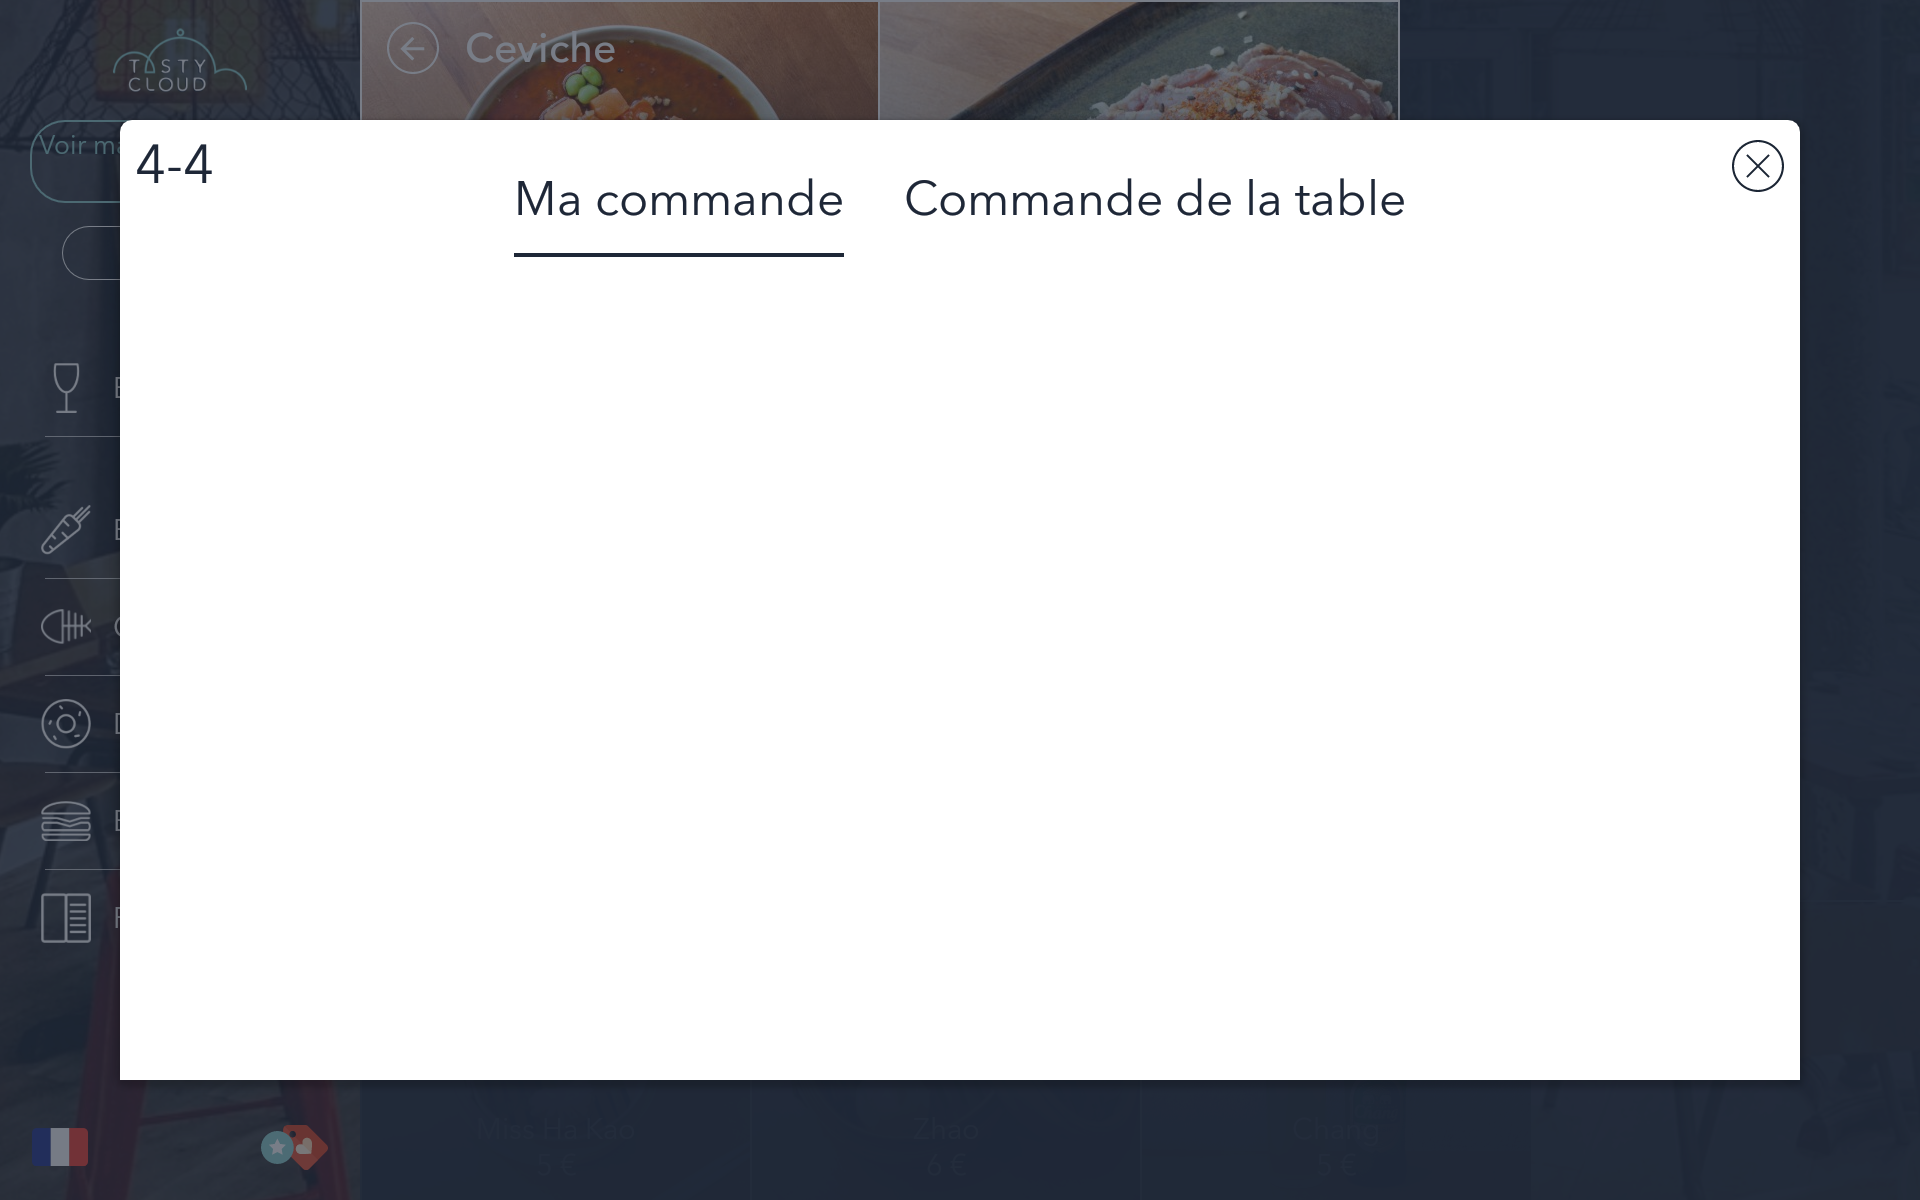 TASTY
CLOUD
Ceviche
Voir ma
4-4
Ma commande
Commande de la table
Miss Ha Kao
Zhao
Chong
5 €
6 €
5 €